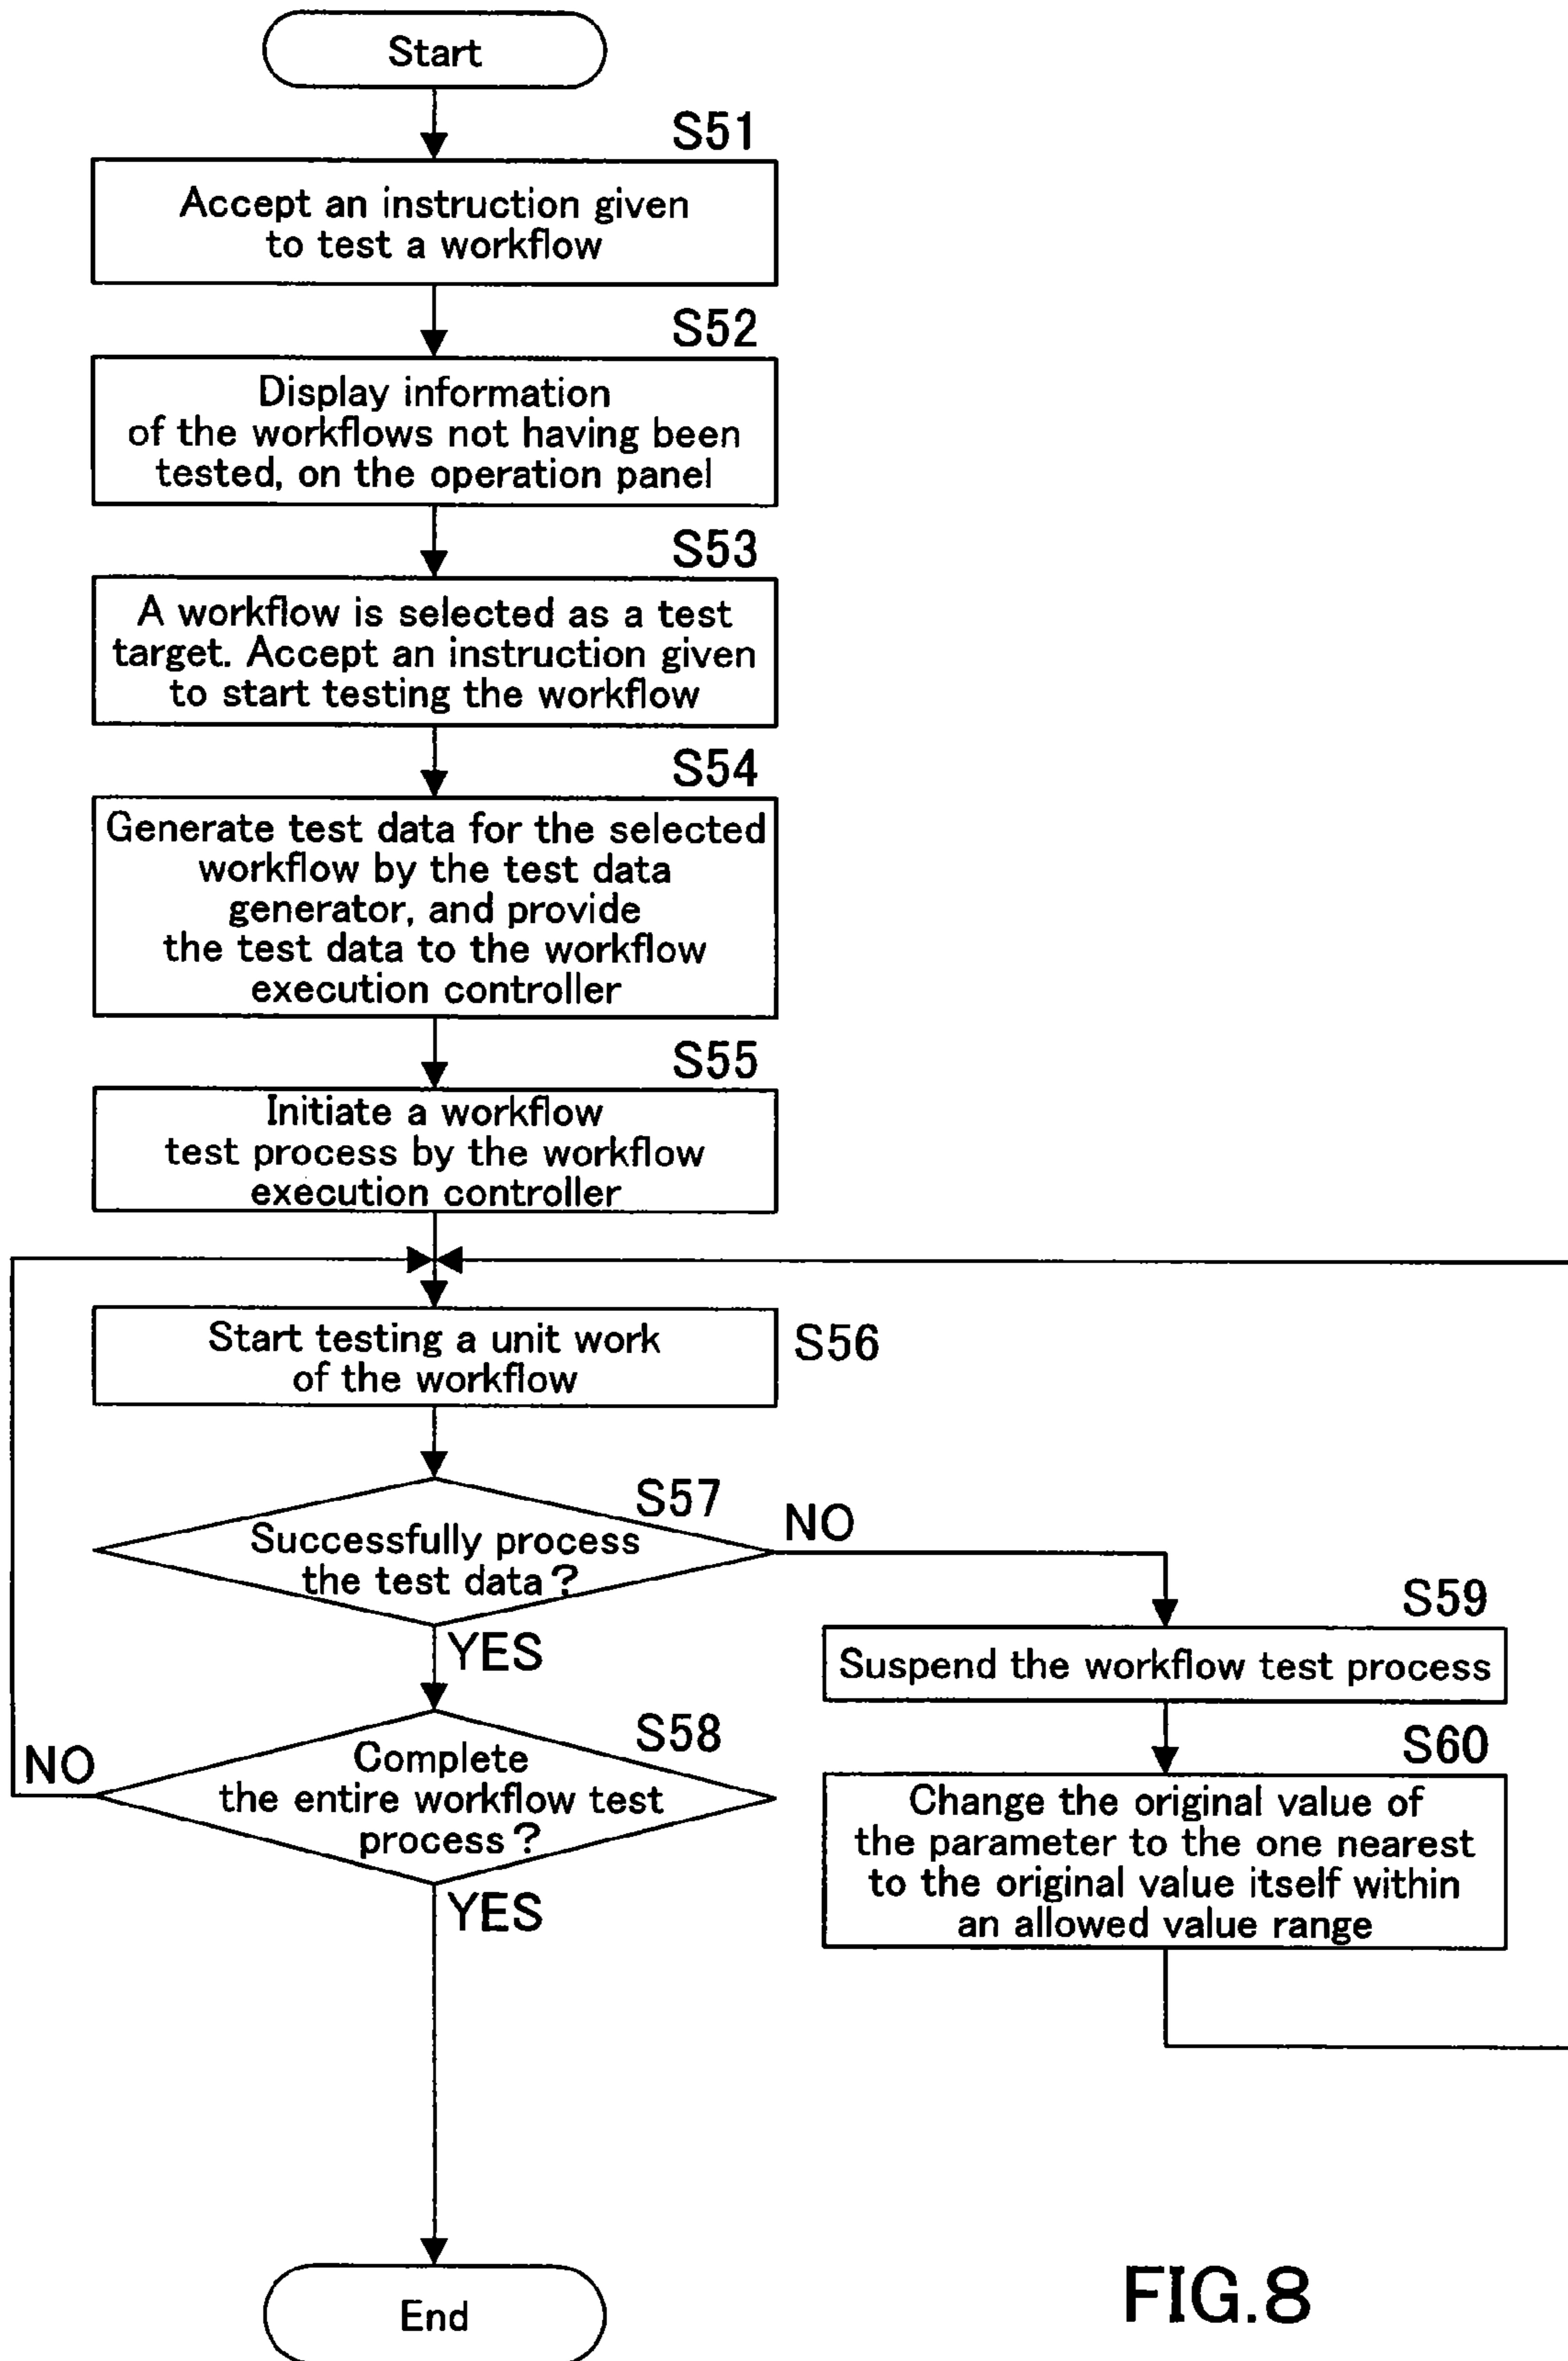 Start
S51
Accept an instruction given
to test a workflow
S52
Display information
of the workflows not having been
tested, on the operation panel
S53
A workflow is selected as a test
target. Accept an instruction given
to start testing the workflow
S54
Generate test data for the selected
workflow by the test data
generator, and provide
the test data to the workflow
execution controller
S55
Initiate a workflow
test process by the workflow
execution controller
Start testing a unit work
of the workflow
S56
S57
Successfully process
the test data?
NO
YES
S58
Complete
the entire workflow test
process?
NO
YES
S59
Suspend the workflow test process
S60
Change the original value of
the parameter to the one nearest
to the original value itself within
an allowed value range
End
FIG.8